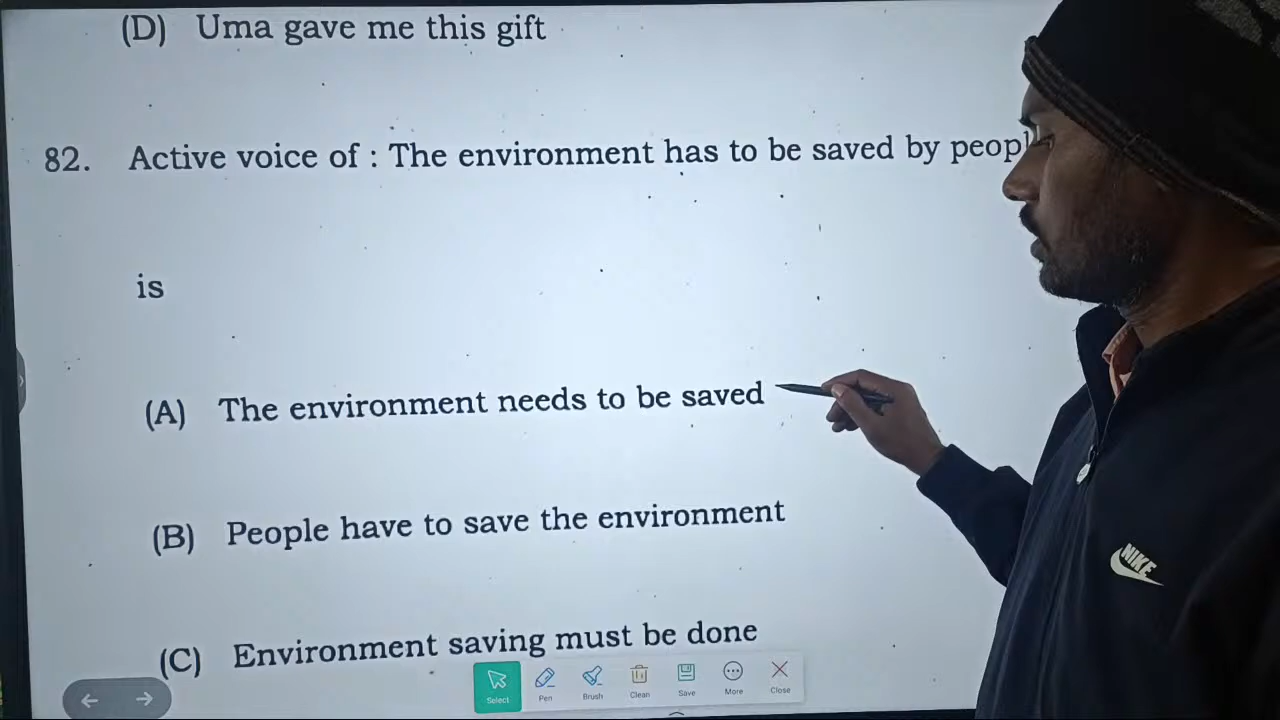 (D) Uma gave me this gift
82. Active voice of : The environment has to be saved by
is
(A) The environment needs to be saved
(B) People have to save the environment
(C) Environment saving must be done
Select Pen Brush Clean Save More Close
NIKE